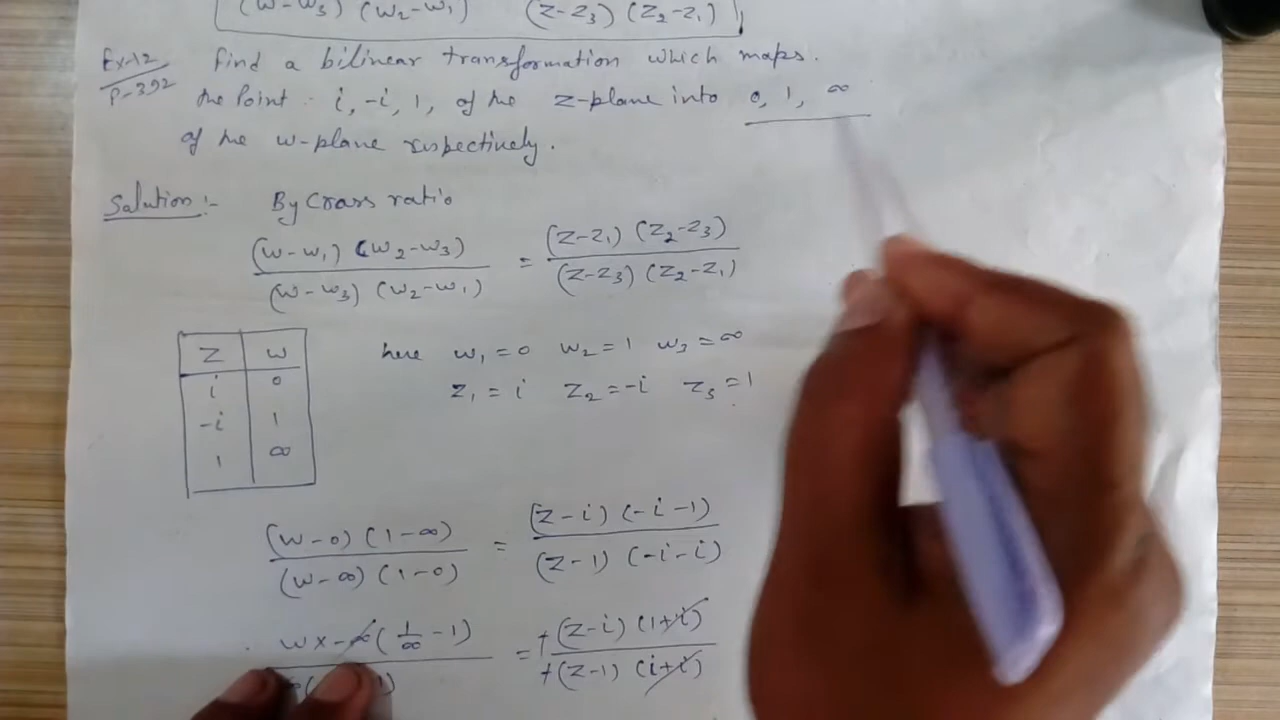 (w-w₃) (w₂-w₁) (z-z₃) (z₂-z₁)
Ex-12 find a bilinear transformation which maps.
P-392 the Point i, -i, 1, of the z-plane into 0, 1, ∞
of the w-plane respectively.
Solution:- By Cross ratio
(w-w₁) (w₂-w₃) / (w-w₃) (w₂-w₁) = (z-z₁) (z₂-z₃) / (z-z₃) (z₂-z₁)
z w
i 0
-i 1
1 ∞
here w₁=0 w₂=1 w₃=∞
z₁=i z₂=-i z₃=1
(w-0) (1-∞) / (w-∞) (1-0) = (z-i) (-i-1) / (z-1) (-i-i)
w×-∞(1/∞ -1) = +(z-i) (1+i) / +(z-1) (i+i)